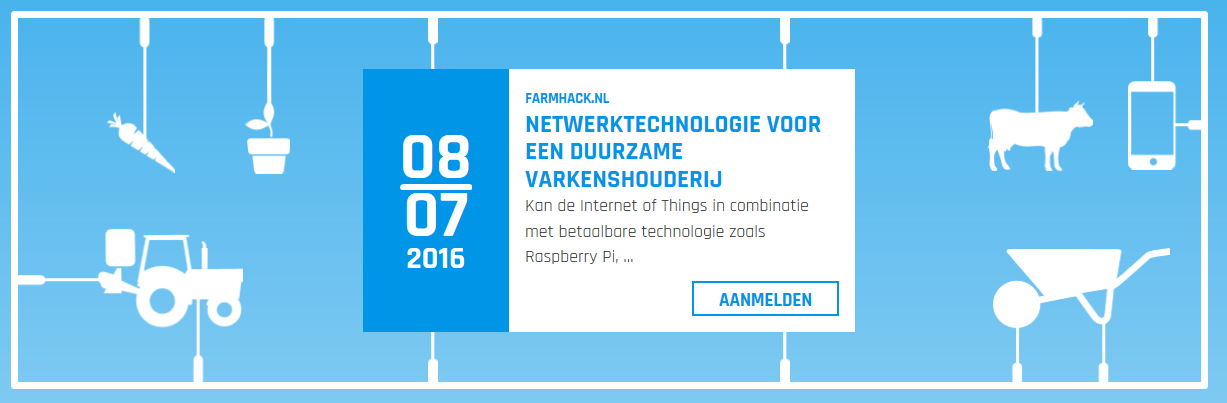 08
07
2016
FARMHACK.NL
NETWERKTECHNOLOGIE VOOR
EEN DUURZAME
VARKENSHOUDERIJ
Kan de Internet of Things in combinatie
met betaalbare technologie zoals
Raspberry Pi, ...
AANMELDEN